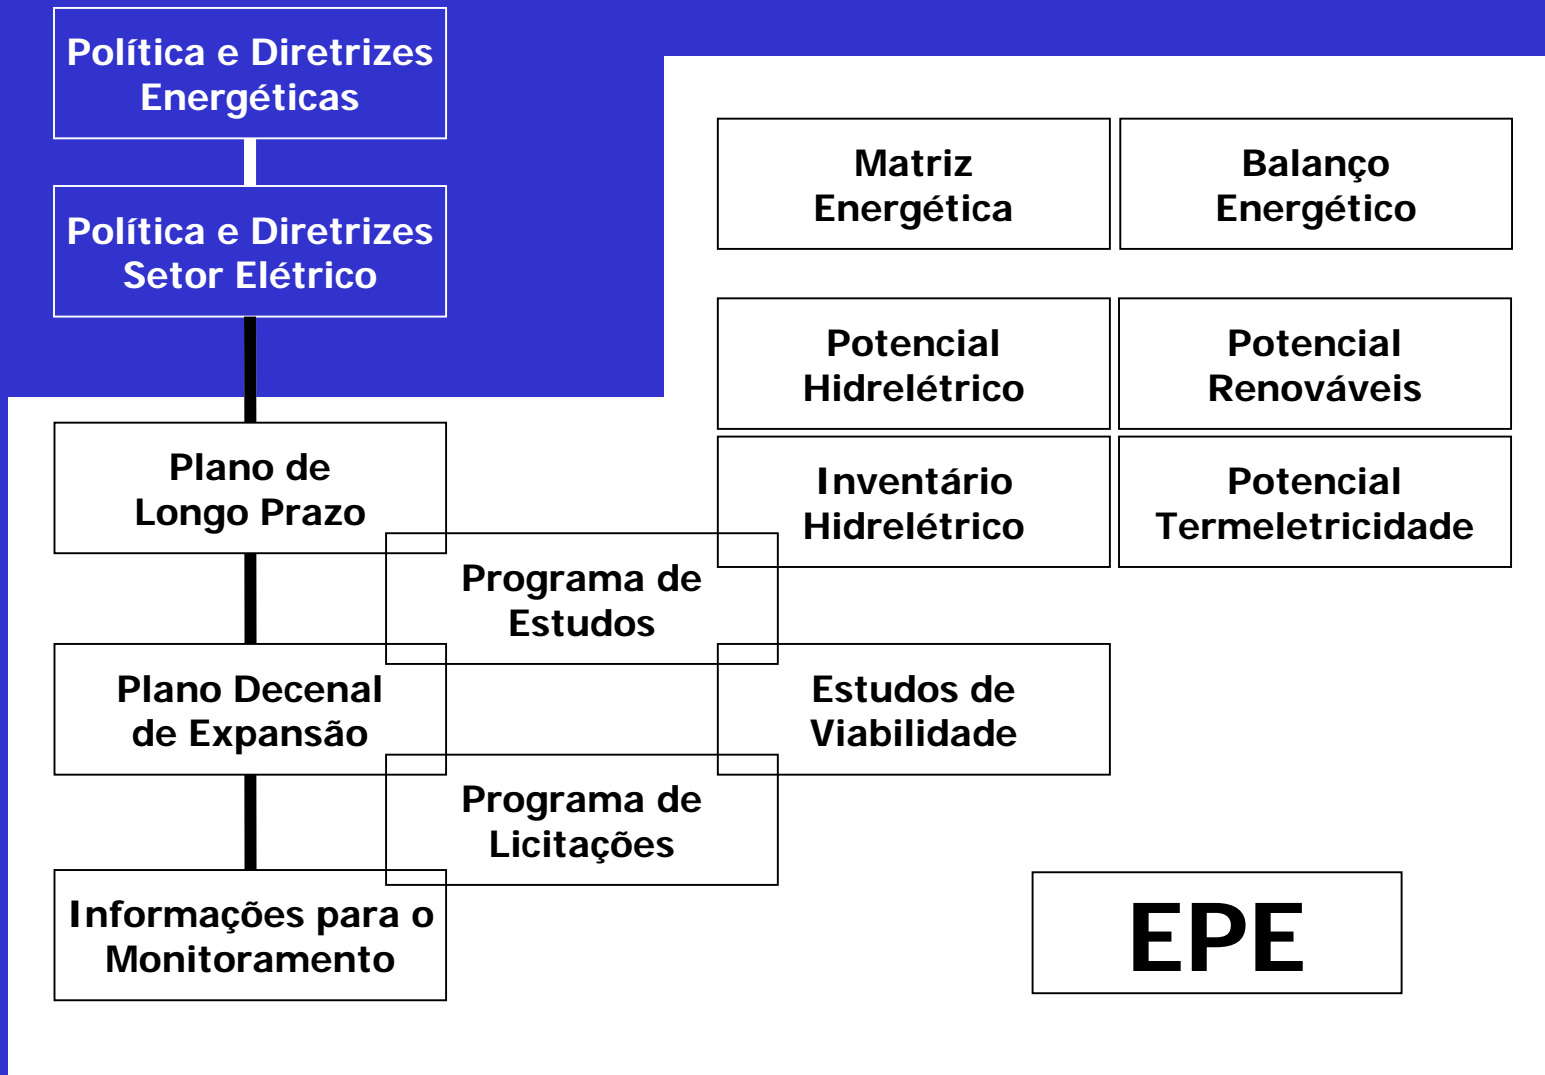 Política e Diretrizes
Energéticas
Política e Diretrizes
Setor Elétrico
Matriz
Energética
Balanço
Energético
Potencial
Hidrelétrico
Potencial
Renováveis
Plano de
Longo Prazo
Inventário
Hidrelétrico
Potencial
Termeletricidade
Programa de
Estudos
Plano Decenal
de Expansão
Estudos de
Viabilidade
Programa de
Licitações
Informações para o
Monitoramento
EPE